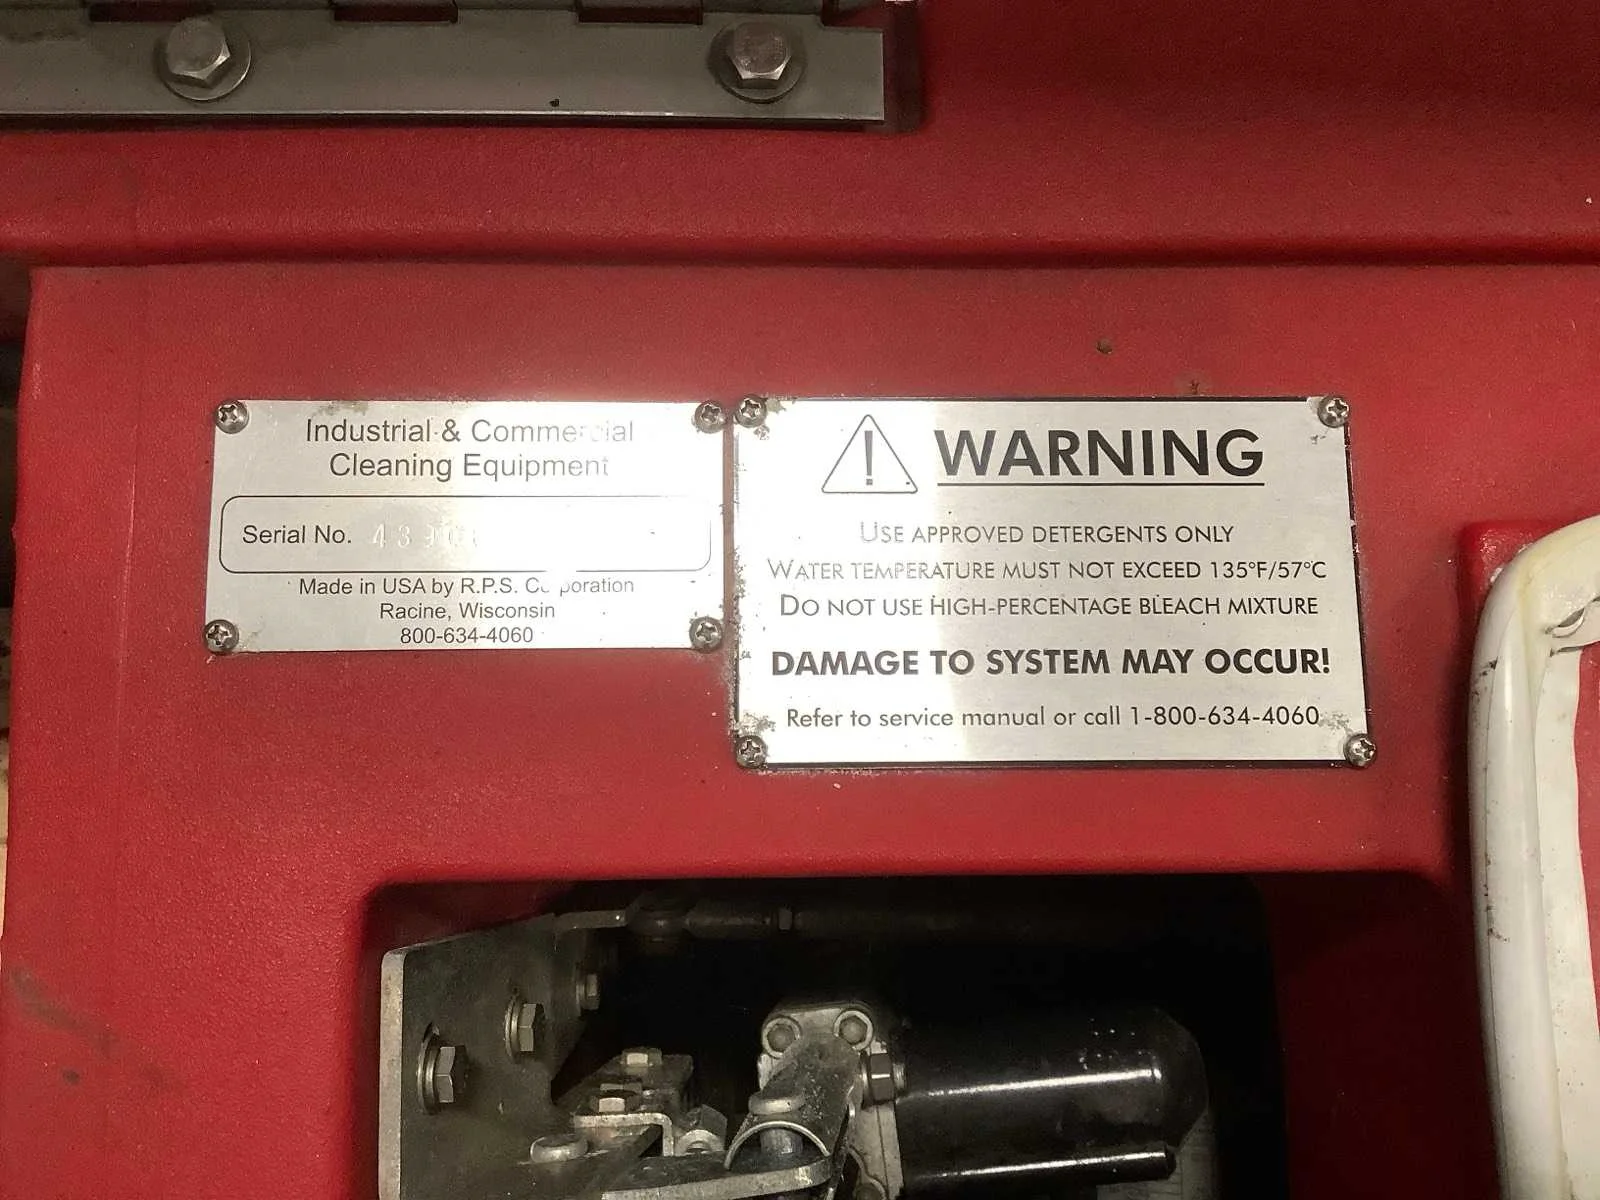 Industrial & Commercial
Cleaning Equipment
Serial No.
Made in USA by R.P.S. Corporation
Racine, Wisconsin
800-634-4060
! WARNING
USE APPROVED DETERGENTS ONLY
WATER TEMPERATURE MUST NOT EXCEED 135°F/57°C
DO NOT USE HIGH-PERCENTAGE BLEACH MIXTURE
DAMAGE TO SYSTEM MAY OCCUR!
Refer to service manual or call 1-800-634-4060